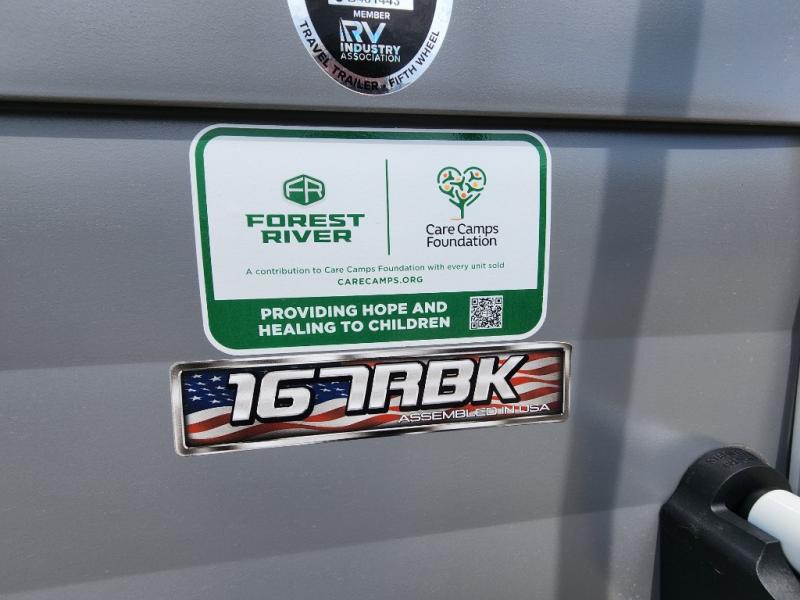 MEMBER
RV
INDUSTRY
ASSOCIATION
TRAVEL TRAILER • FIFTH WHEEL
FR
FOREST
RIVER
Care Camps
Foundation
A contribution to Care Camps Foundation with every unit sold
CARECAMPS.ORG
PROVIDING HOPE AND
HEALING TO CHILDREN
167RBK
ASSEMBLED IN USA